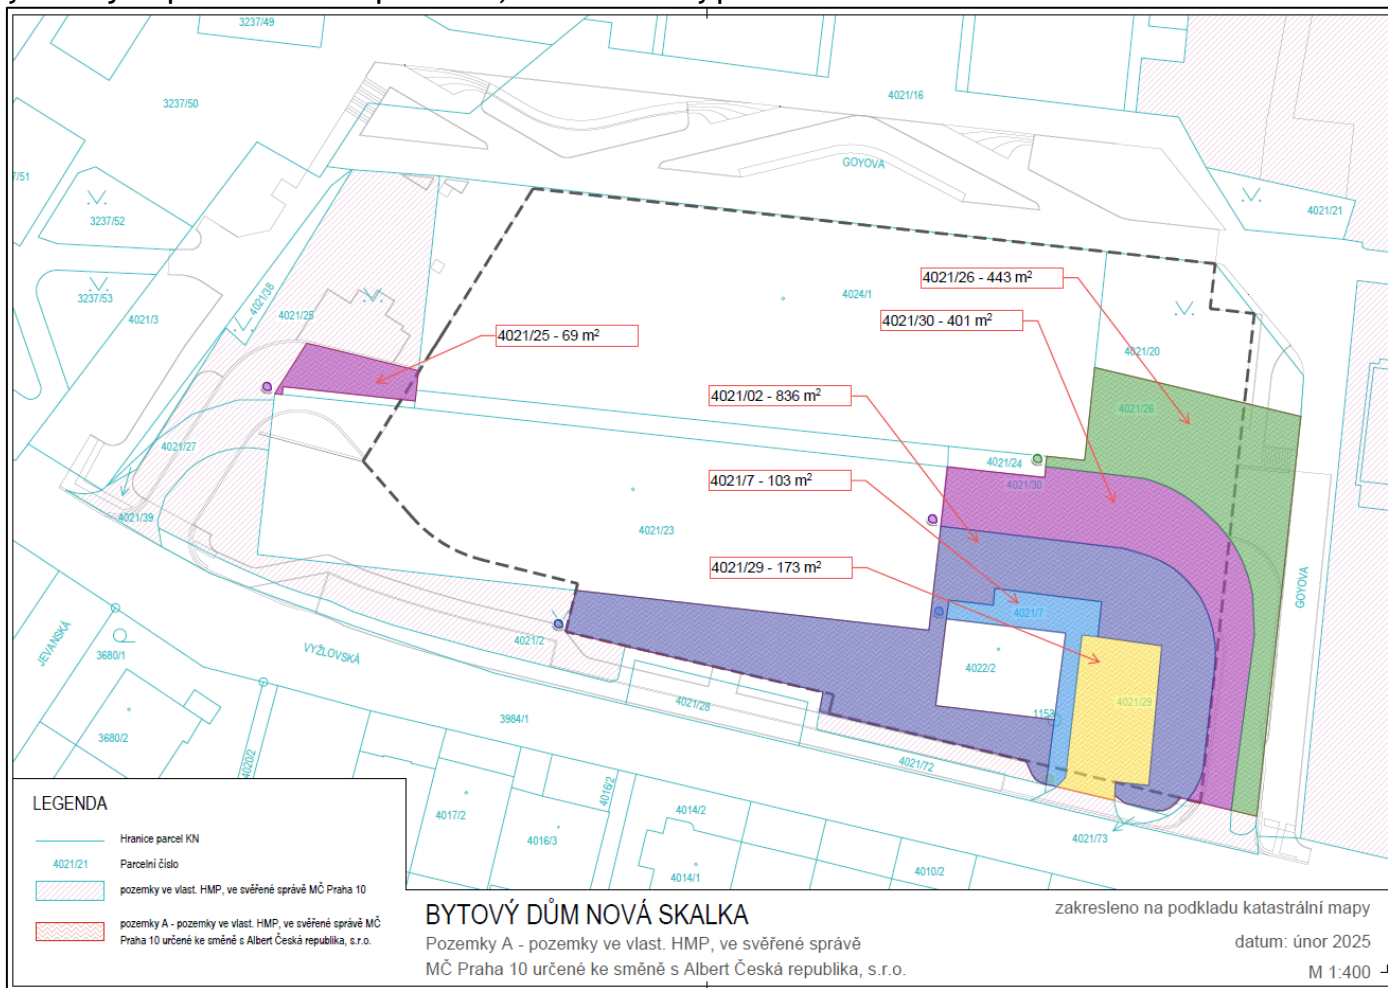 3237/49
3237/50
4021/16
GOYOVA
7/51
3237/52
4021/21
3237/53
4021/3
4021/38
4021/25
4024/1
4021/26 - 443 m²
4021/30 - 401 m²
4021/25 - 69 m²
4021/20
4021/02 - 836 m²
4021/26
4021/27
4021/24
4021/7 - 103 m²
4021/30
4021/39
4021/23
4021/29 - 173 m²
GOYOVA
4021/7
JEVANSKÁ
3680/1
VYŽLOVSKÁ
4021/2
4022/2
4021/28
4021/29
1153
3984/1
3680/2
4020/2
4021/72
4016/2
4017/2
4014/2
4016/3
4021/73
4014/1
4010/2
LEGENDA
Hranice parcel KN
4021/21 Parcelní číslo
pozemky ve vlast. HMP, ve svěřené správě MČ Praha 10
pozemky A - pozemky ve vlast. HMP, ve svěřené správě MČ
Praha 10 určené ke směně s Albert Česká republika, s.r.o.
BYTOVÝ DŮM NOVÁ SKALKA
Pozemky A - pozemky ve vlast. HMP, ve svěřené správě
MČ Praha 10 určené ke směně s Albert Česká republika, s.r.o.
zakresleno na podkladu katastrální mapy
datum: únor 2025
M 1:400